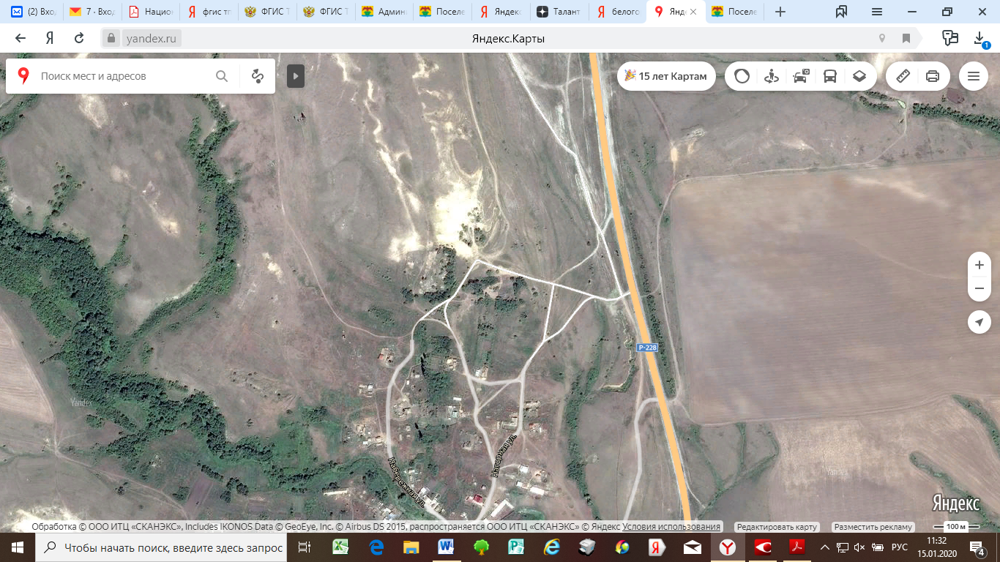 (2) Вход
7 · Вход
Национ
фгис тп
ФГИС Т
ФГИС Т
Админ
Поселе
Яндекс
Талант
белого
Янде
Поселе
yandex.ru
Яндекс.Карты
1
Поиск мест и адресов
15 лет Картам
Р-228
Yandex
Нагорная ул.
Набережная ул.
Yandex
Яндекс
Обработка © ООО ИТЦ «СКАНЭКС», Includes IKONOS Data © GeoEye, Inc. © Airbus DS 2015, распространяется ООО ИТЦ «СКАНЭКС» © Яндекс Условия использования
Редактировать карту
Разместить рекламу
100 м
Чтобы начать поиск, введите здесь запрос
РУС
11:32
15.01.2020
4